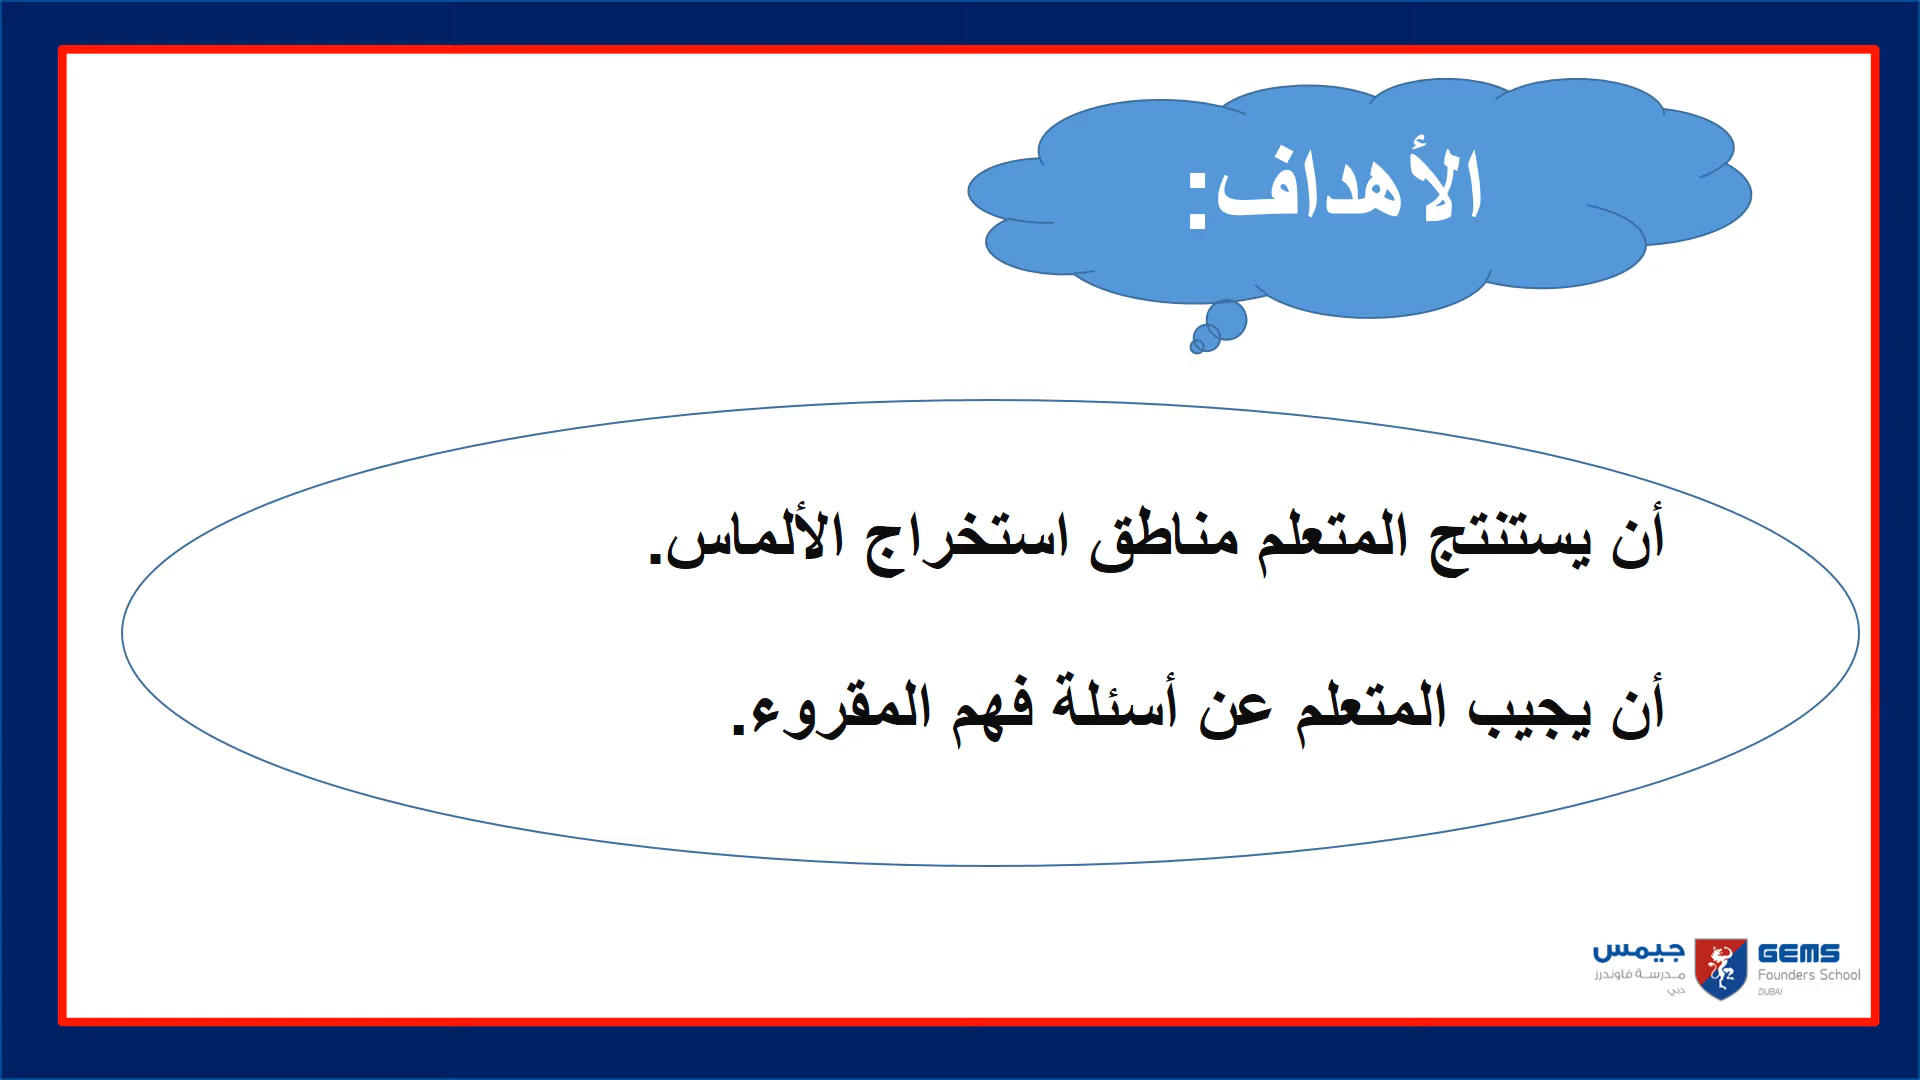 الأهداف:
أن يستنتج المتعلم مناطق استخراج الألماس.
أن يجيب المتعلم عن أسئلة فهم المقروء.
جيمس
مدرسة فاوندرز
دبي
GEMS
Founders School
DUBAI